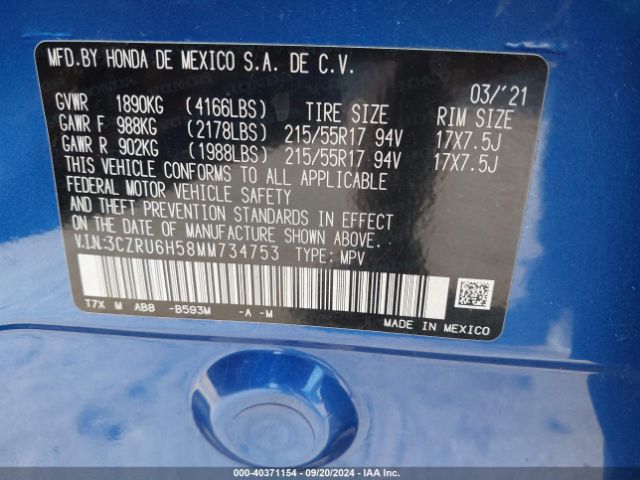 MFD.BY HONDA DE MEXICO S.A. DE C.V.
03/'21
GVWR 1890KG (4166LBS) TIRE SIZE RIM SIZE
GAWR F 988KG (2178LBS) 215/55R17 94V 17X7.5J
GAWR R 902KG (1988LBS) 215/55R17 94V 17X7.5J
THIS VEHICLE CONFORMS TO ALL APPLICABLE
FEDERAL MOTOR VEHICLE SAFETY
AND THEFT PREVENTION STANDARDS IN EFFECT
ON THE DATE OF MANUFACTURE SHOWN ABOVE.
V.I.N:3CZRU6H58MM734753 TYPE: MPV
T7X M AB8 -B593M -A -M
MADE IN MEXICO
000-40371154 - 09/20/2024 - IAA Inc.